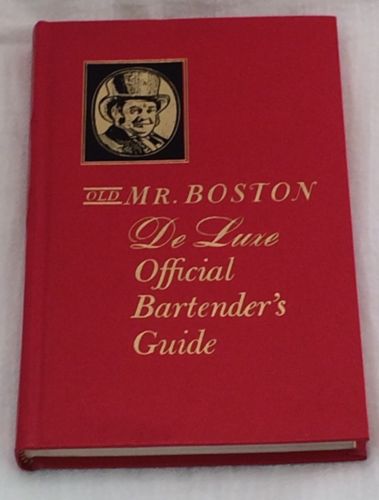 OLD MR. BOSTON
De Luxe
Official
Bartender's
Guide